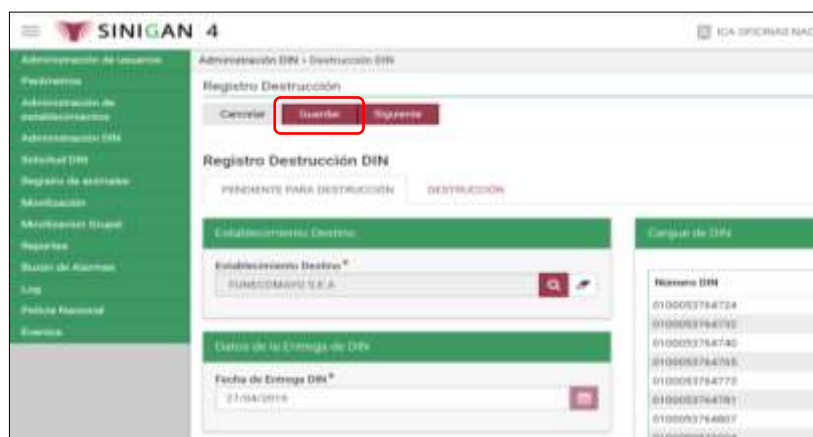 SINIGAN 4
ICA OFICINAS NAC
Administración de usuarios
Parámetros
Administración de
establecimientos
Administración DIN
Solicitud DIN
Registro de animales
Movilización
Movilización Grupal
Reportes
Buzón de Alarmas
Log
Policía Nacional
Eventos
Administración DIN › Destrucción DIN
Registro Destrucción
Cancelar
Guardar
Siguiente
Registro Destrucción DIN
PENDIENTE PARA DESTRUCCIÓN
DESTRUCCIÓN
Establecimiento Destino
Establecimiento Destino *
Datos de la Entrega de DIN
Fecha de Entrega DIN *
27/04/2016
Cargue de DIN
Número DIN
0100053764724
0100053764732
0100053764740
0100053764765
0100053764773
0100053764781
0100053764807